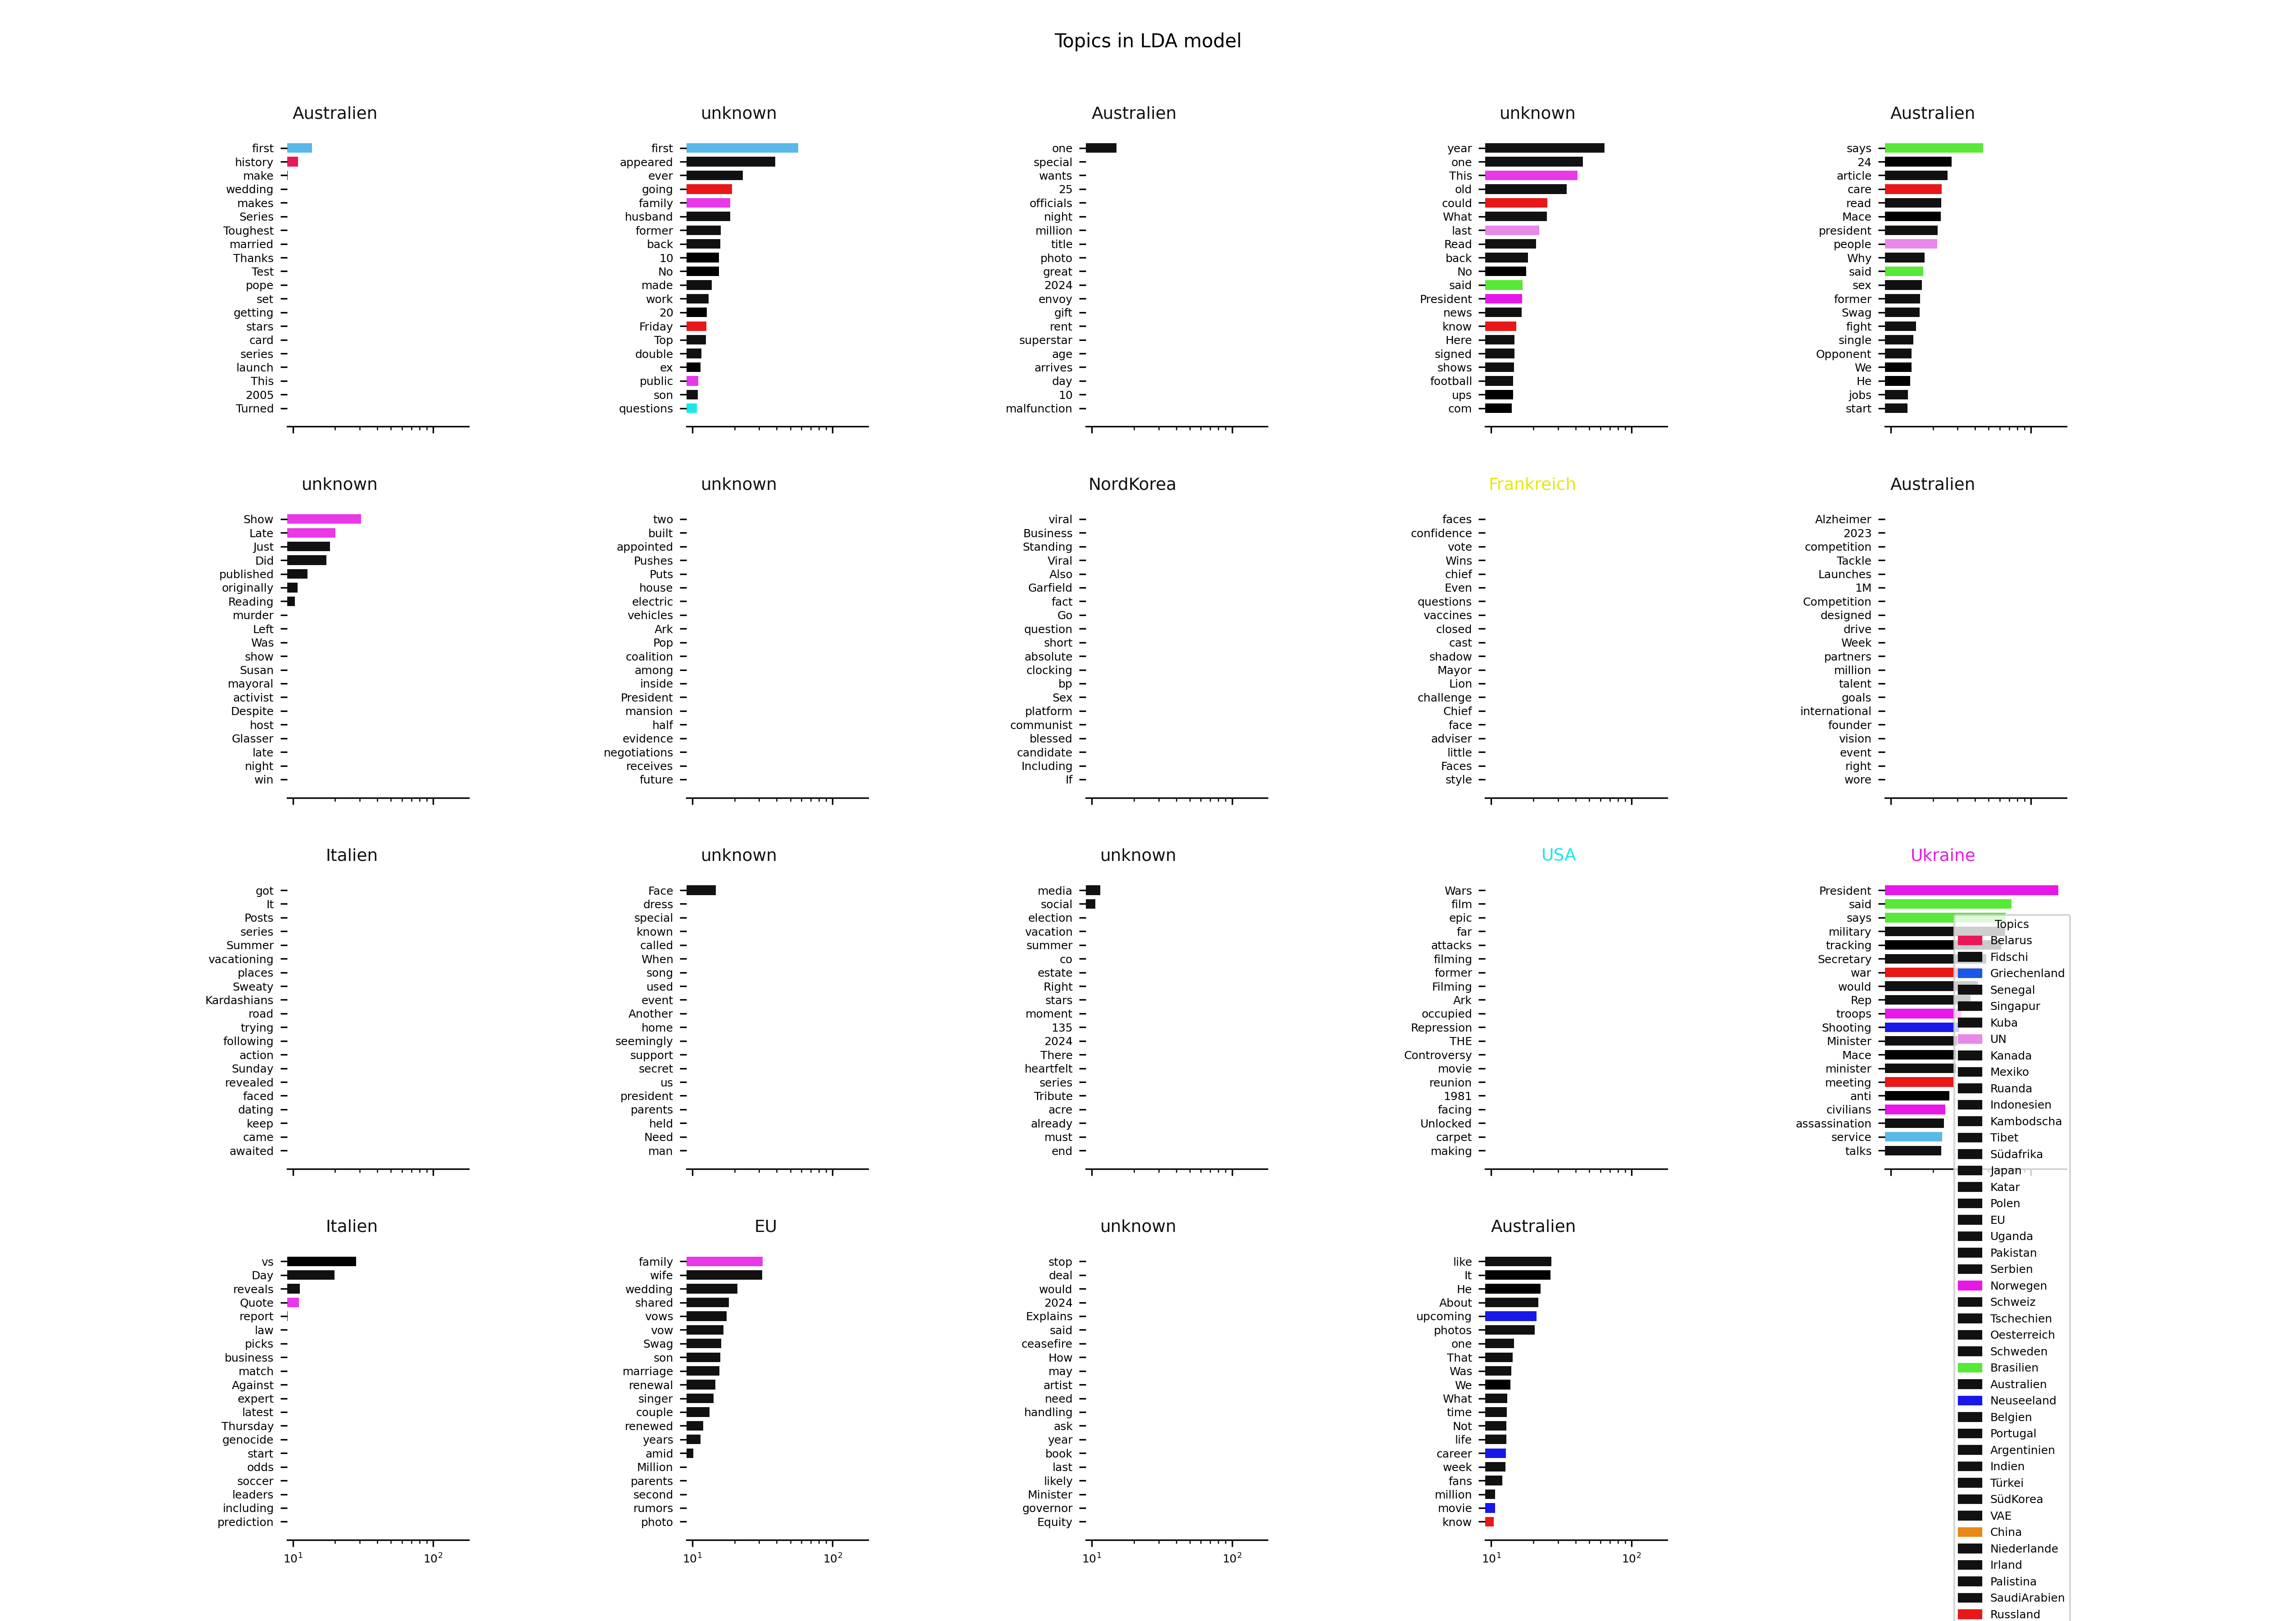 Topics in LDA model
Australien
first
history
make
wedding
makes
Series
Toughest
married
Thanks
Test
pope
set
getting
stars
card
series
launch
This
2005
Turned
unknown
first
appeared
ever
going
family
husband
former
back
10
No
made
work
20
Friday
Top
double
ex
public
son
questions
Australien
one
special
wants
25
officials
night
million
title
photo
great
2024
envoy
gift
rent
superstar
age
arrives
day
10
malfunction
unknown
year
one
This
old
could
What
last
Read
back
No
said
President
news
know
Here
signed
shows
football
ups
com
Australien
says
24
article
care
read
Mace
president
people
Why
said
sex
former
Swag
fight
single
Opponent
We
He
jobs
start
unknown
Show
Late
Just
Did
published
originally
Reading
murder
Left
Was
show
Susan
mayoral
activist
Despite
host
Glasser
late
night
win
unknown
two
built
appointed
Pushes
Puts
house
electric
vehicles
Ark
Pop
coalition
among
inside
President
mansion
half
evidence
negotiations
receives
future
NordKorea
viral
Business
Standing
Viral
Also
Garfield
fact
Go
question
short
absolute
clocking
bp
Sex
platform
communist
blessed
candidate
Including
If
Frankreich
faces
confidence
vote
Wins
chief
Even
questions
vaccines
closed
cast
shadow
Mayor
Lion
challenge
Chief
face
adviser
little
Faces
style
Australien
Alzheimer
2023
competition
Tackle
Launches
1M
Competition
designed
drive
Week
partners
million
talent
goals
international
founder
vision
event
right
wore
Italien
got
It
Posts
series
Summer
vacationing
places
Sweaty
Kardashians
road
trying
following
action
Sunday
revealed
faced
dating
keep
came
awaited
unknown
Face
dress
special
known
called
When
song
used
event
Another
home
seemingly
support
secret
us
president
parents
held
Need
man
unknown
media
social
election
vacation
summer
co
estate
Right
stars
moment
135
2024
There
heartfelt
series
Tribute
acre
already
must
end
USA
Wars
film
epic
far
attacks
filming
former
Filming
Ark
occupied
Repression
THE
Controversy
movie
reunion
1981
facing
Unlocked
carpet
making
Ukraine
President
said
says
military
tracking
Secretary
war
would
Rep
troops
Shooting
Minister
Mace
minister
meeting
anti
civilians
assassination
service
talks
Italien
vs
Day
reveals
Quote
report
law
picks
business
match
Against
expert
latest
Thursday
genocide
start
odds
soccer
leaders
including
prediction
10¹ 10²
EU
family
wife
wedding
shared
vows
vow
Swag
son
marriage
renewal
singer
couple
renewed
years
amid
Million
parents
second
rumors
photo
10¹ 10²
unknown
stop
deal
would
2024
Explains
said
ceasefire
How
may
artist
need
handling
ask
year
book
last
likely
Minister
governor
Equity
10¹ 10²
Australien
like
It
He
About
upcoming
photos
one
That
Was
We
What
time
Not
life
career
week
fans
million
movie
know
10¹ 10²
Topics
Belarus
Fidschi
Griechenland
Senegal
Singapur
Kuba
UN
Kanada
Mexiko
Ruanda
Indonesien
Kambodscha
Tibet
Südafrika
Japan
Katar
Polen
EU
Uganda
Pakistan
Serbien
Norwegen
Schweiz
Tschechien
Oesterreich
Schweden
Brasilien
Australien
Neuseeland
Belgien
Portugal
Argentinien
Indien
Türkei
SüdKorea
VAE
China
Niederlande
Irland
Palistina
SaudiArabien
Russland